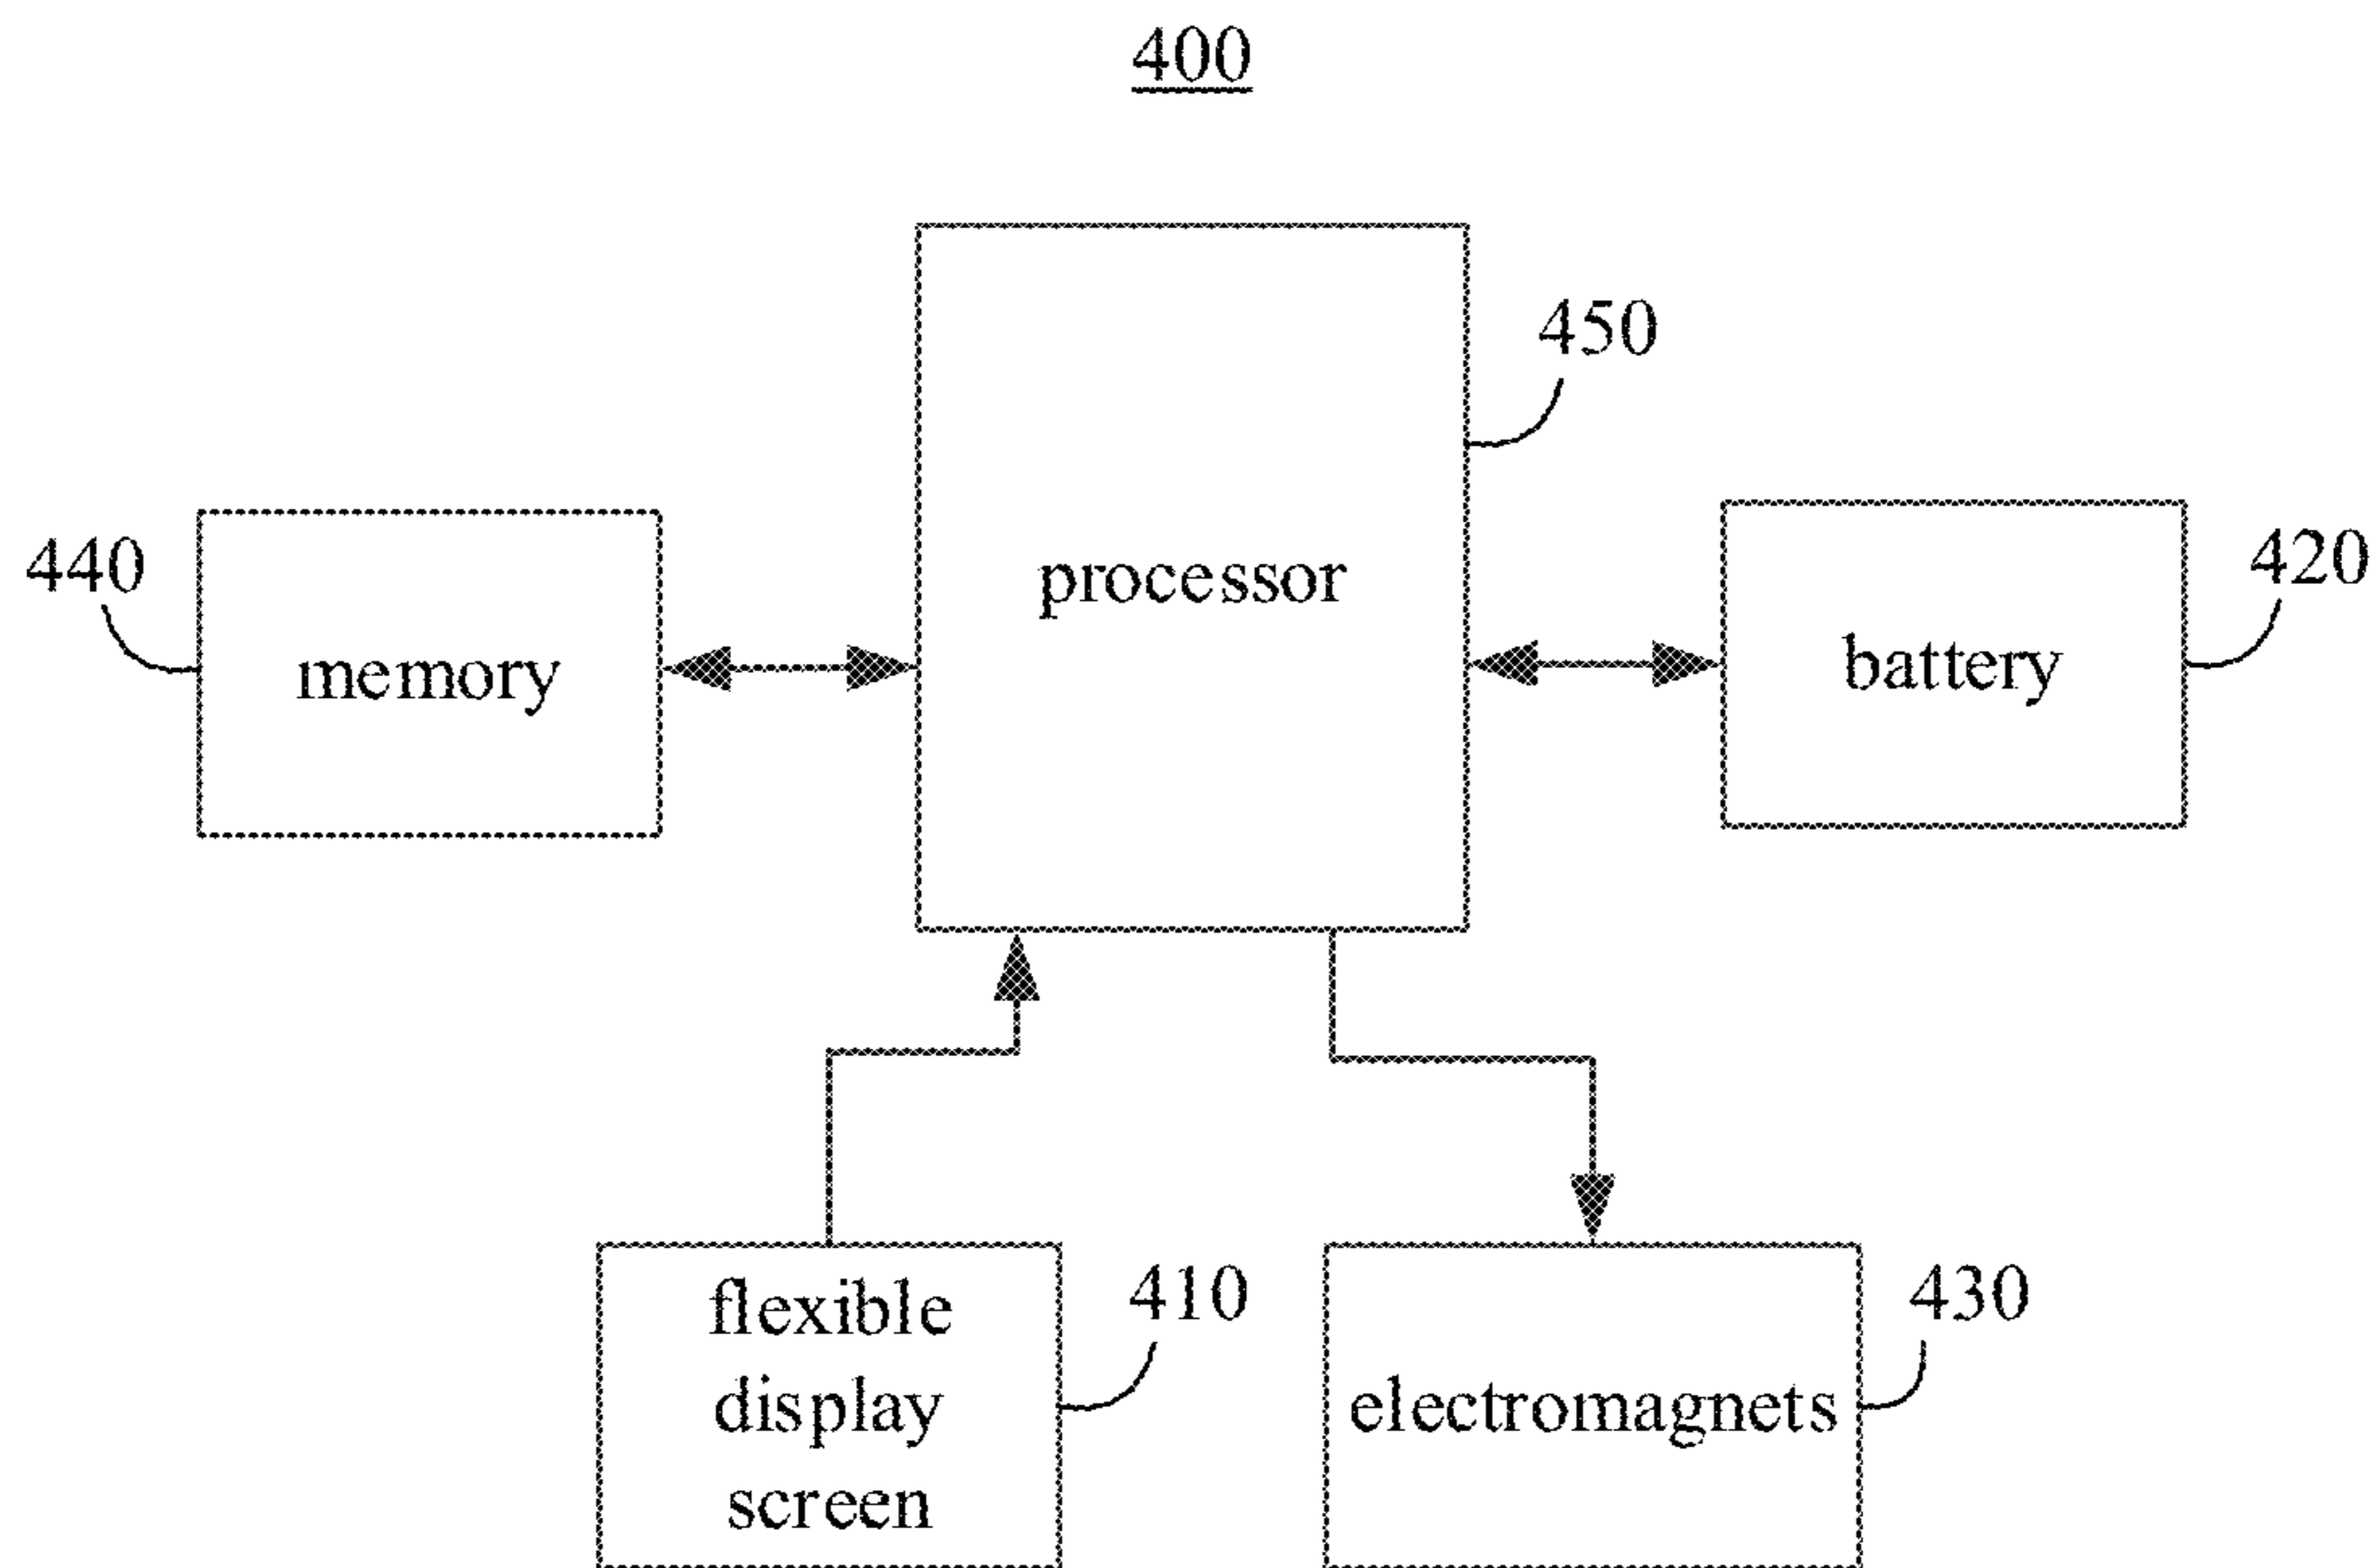 400
450
processor
440
memory
420
battery
flexible
display
screen
410
electromagnets
430